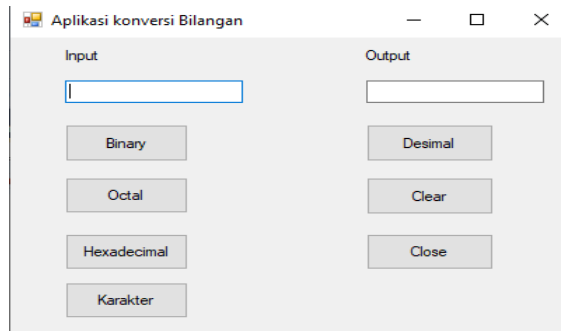 Aplikasi konversi Bilangan
Input Output
Binary Desimal
Octal Clear
Hexadecimal Close
Karakter